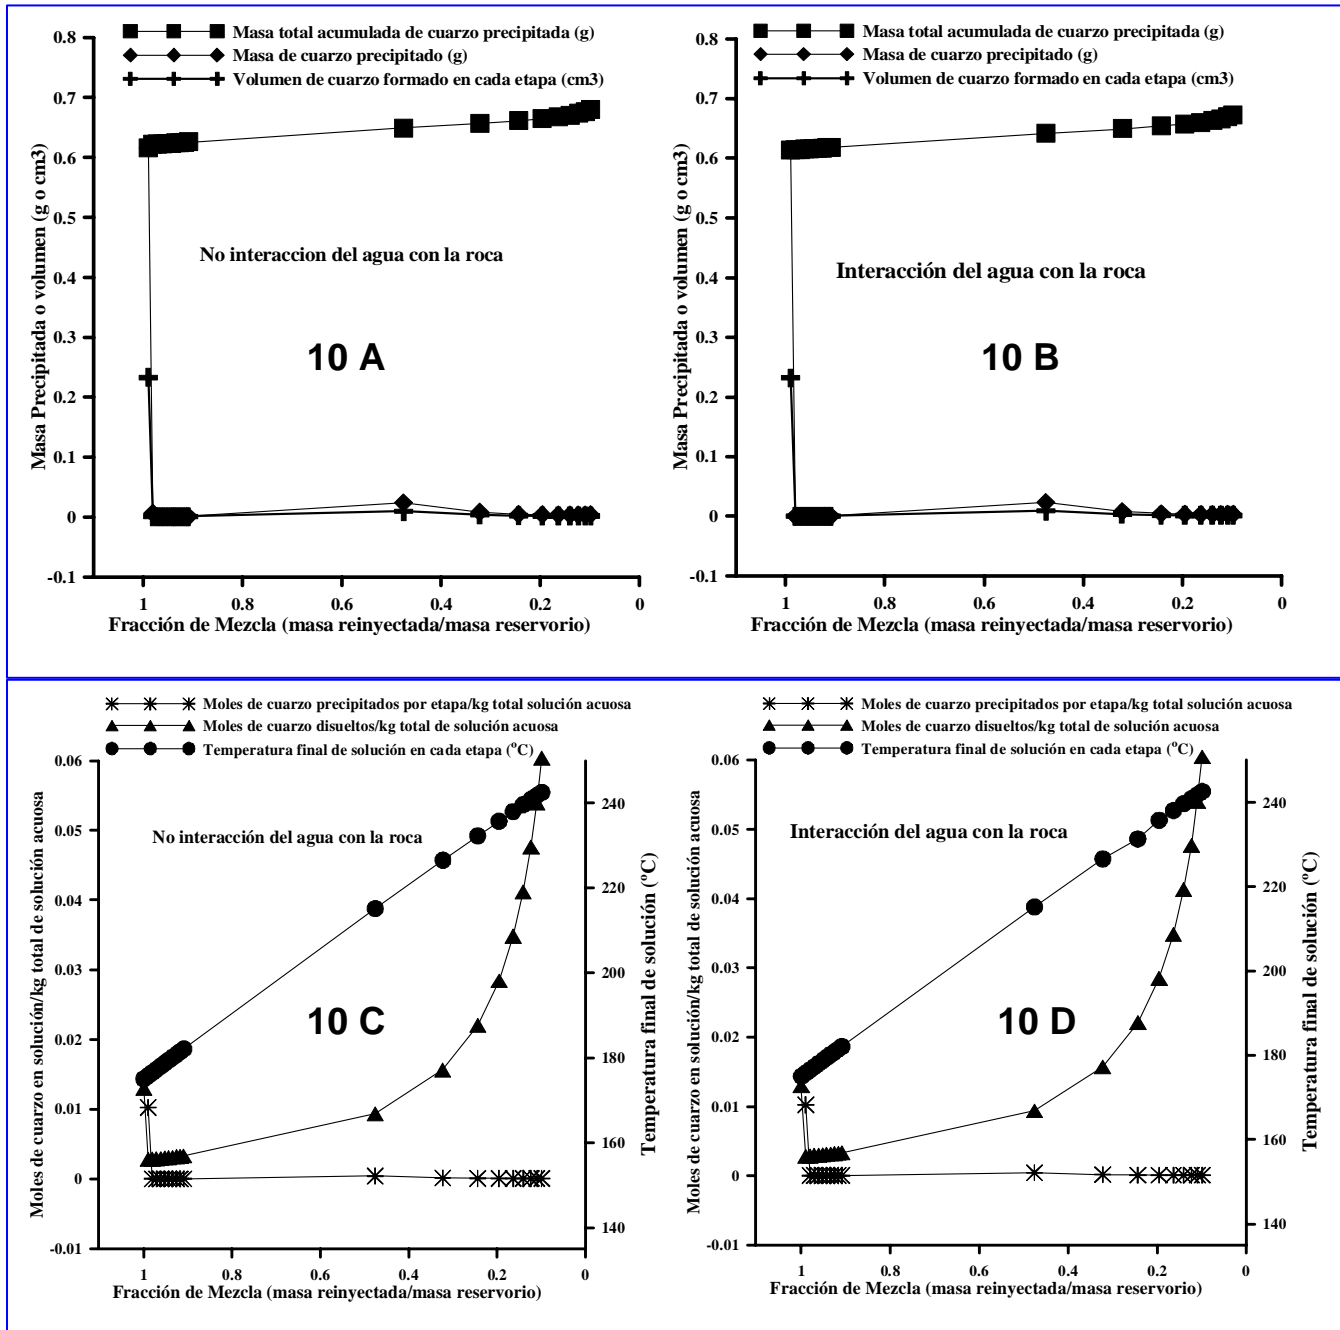 Masa total acumulada de cuarzo precipitada (g)
Masa de cuarzo precipitado (g)
Volumen de cuarzo formado en cada etapa (cm3)
0.8
0.7
0.6
0.5
0.4
0.3
0.2
0.1
0
-0.1
Masa Precipitada o volumen (g o cm3)
No interaccion del agua con la roca
10 A
1 0.8 0.6 0.4 0.2 0
Fracción de Mezcla (masa reinyectada/masa reservorio)
Masa total acumulada de cuarzo precipitada (g)
Masa de cuarzo precipitado (g)
Volumen de cuarzo formado en cada etapa (cm3)
0.8
0.7
0.6
0.5
0.4
0.3
0.2
0.1
0
-0.1
Masa Precipitada o volumen (g o cm3)
Interacción del agua con la roca
10 B
1 0.8 0.6 0.4 0.2 0
Fracción de Mezcla (masa reinyectada/masa reservorio)
Moles de cuarzo precipitados por etapa/kg total solución acuosa
Moles de cuarzo disueltos/kg total de solución acuosa
Temperatura final de solución en cada etapa (°C)
0.06
0.05
0.04
0.03
0.02
0.01
0
-0.01
Moles de cuarzo en solución/kg total de solución acuosa
No interacción del agua con la roca
10 C
240
220
200
180
160
140
Temperatura final de solución (°C)
1 0.8 0.6 0.4 0.2 0
Fracción de Mezcla (masa reinyectada/masa reservorio)
Moles de cuarzo precipitados por etapa/kg total solución acuosa
Moles de cuarzo disueltos/kg total de solución acuosa
Temperatura final de solución en cada etapa (°C)
0.06
0.05
0.04
0.03
0.02
0.01
0
-0.01
Moles de cuarzo en solución/kg total de solución acuosa
Interacción del agua con la roca
10 D
240
220
200
180
160
140
Temperatura final de solución (°C)
1 0.8 0.6 0.4 0.2 0
Fracción de Mezcla (masa reinyectada/masa reservorio)